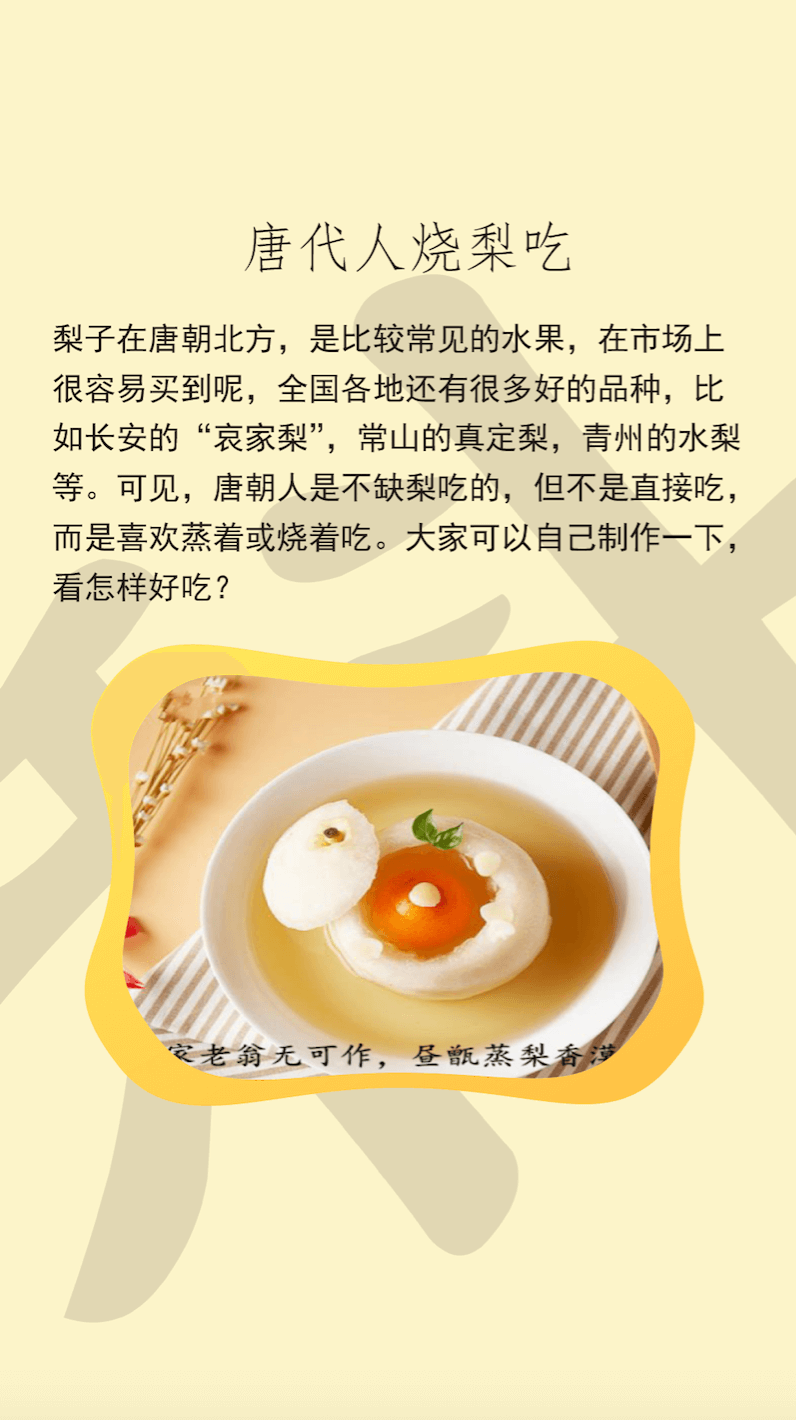 唐代人烧梨吃
梨子在唐朝北方，是比较常见的水果，在市场上
很容易买到呢，全国各地还有很多好的品种，比
如长安的“哀家梨”，常山的真定梨，青州的水梨
等。可见，唐朝人是不缺梨吃的，但不是直接吃，
而是喜欢蒸着或烧着吃。大家可以自己制作一下，
看怎样好吃？
家老翁无可作，昼甑蒸梨香漠